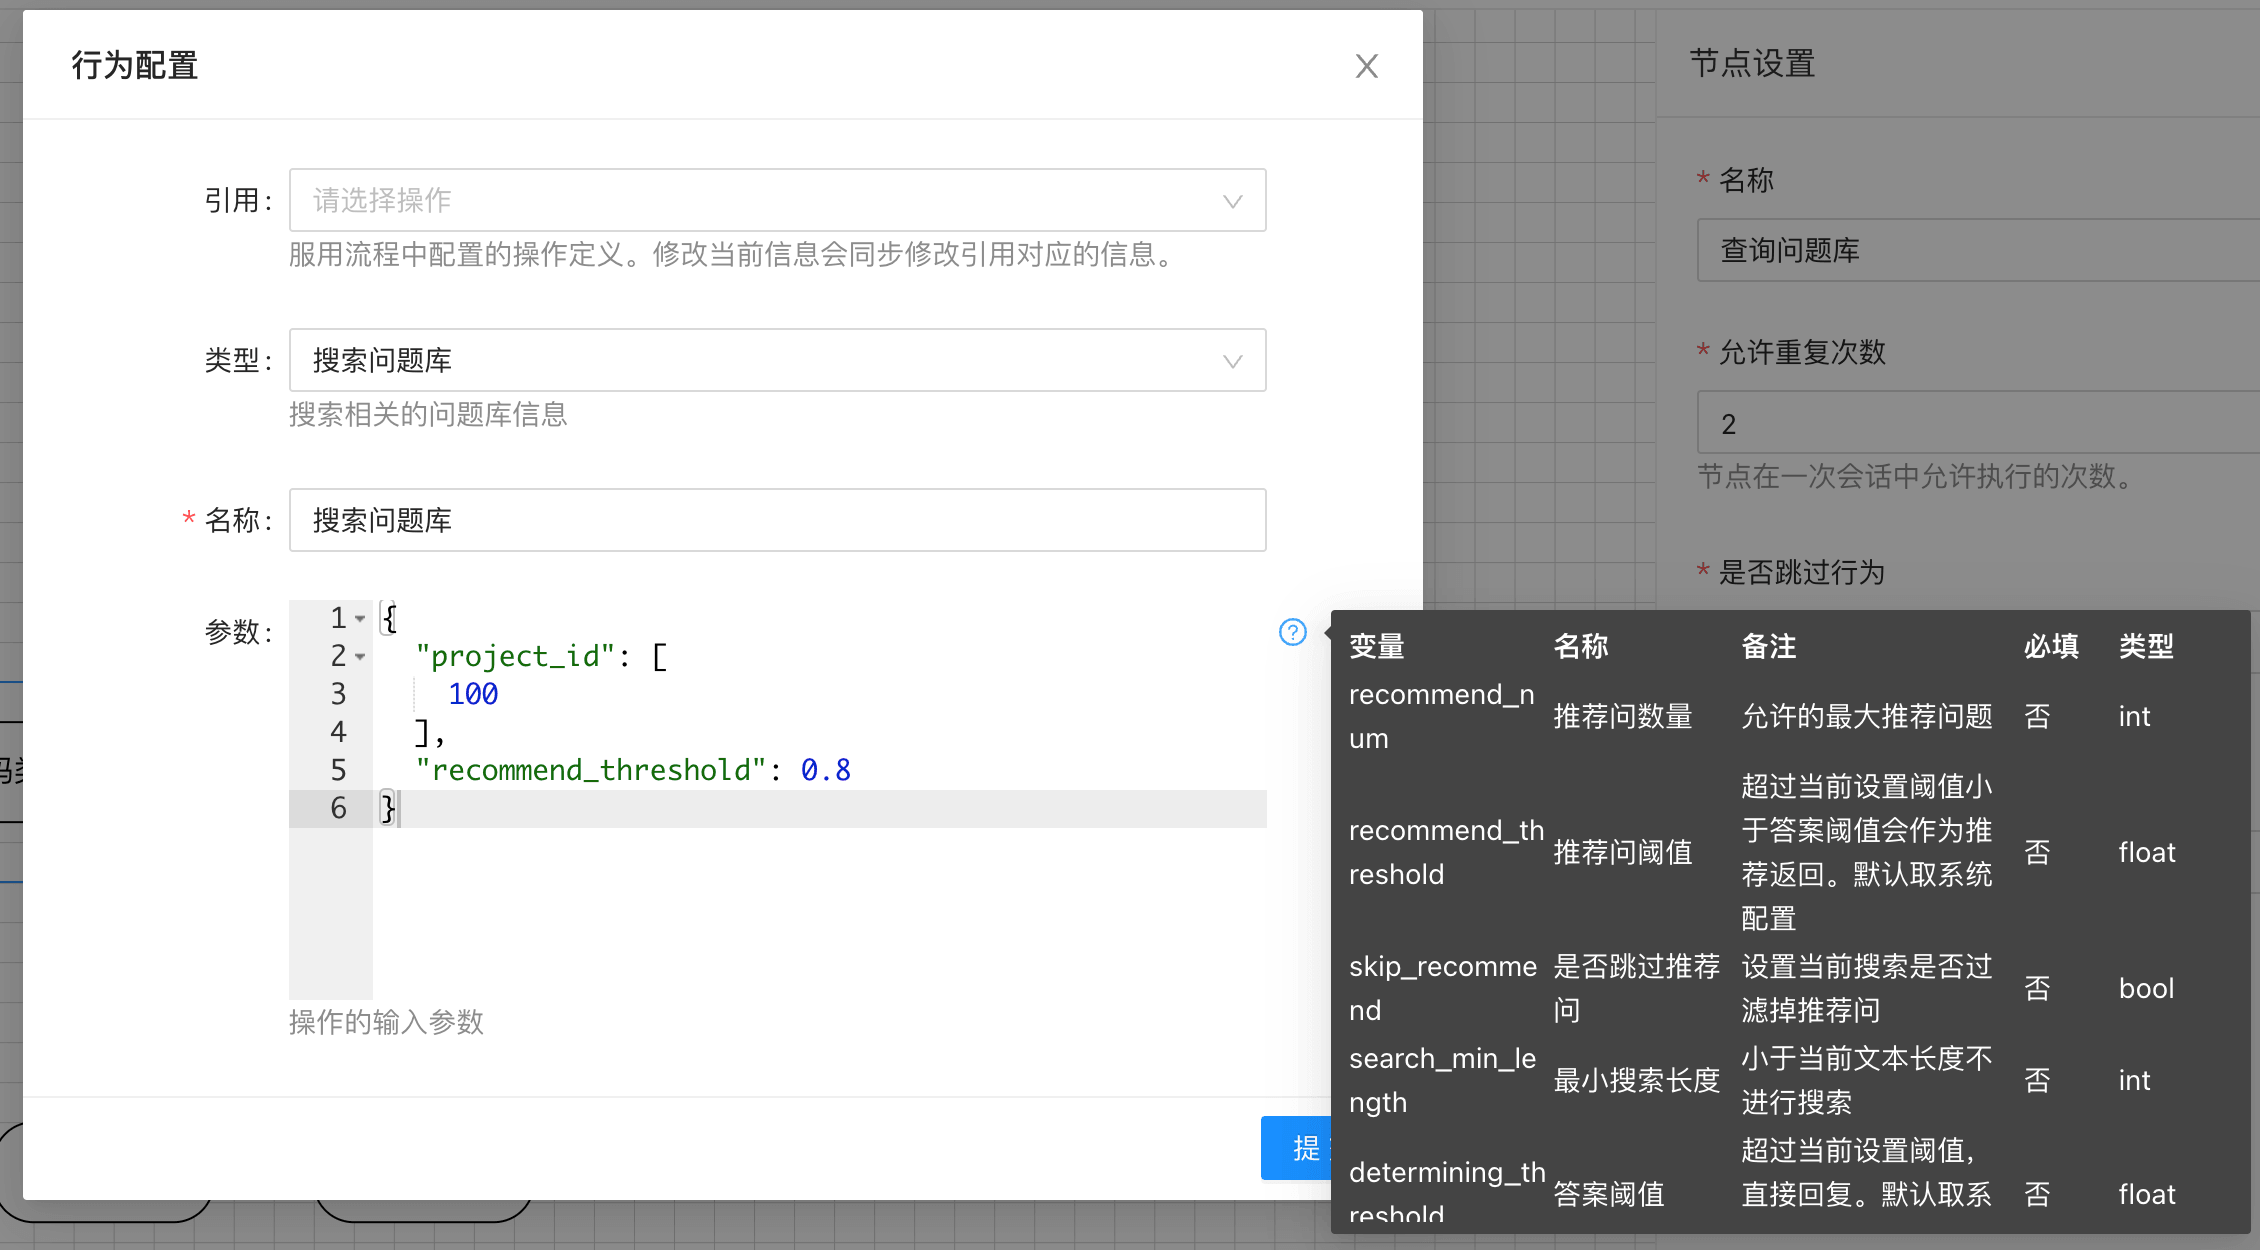 行为配置
引用:
请选择操作
服用流程中配置的操作定义。修改当前信息会同步修改引用对应的信息。
类型:
搜索问题库
搜索相关的问题库信息
* 名称:
搜索问题库
参数:
1 {
2 "project_id": [
3 100
4 ],
5 "recommend_threshold": 0.8
6 }
操作的输入参数
提
节点设置
* 名称
查询问题库
* 允许重复次数
2
节点在一次会话中允许执行的次数。
* 是否跳过行为
变量 名称 备注 必填 类型
recommend_n
um
推荐问数量
允许的最大推荐问题
否
int
recommend_th
reshold
推荐问阈值
超过当前设置阈值小
于答案阈值会作为推
荐返回。默认取系统
配置
否
float
skip_recomme
nd
是否跳过推荐
问
设置当前搜索是否过
滤掉推荐问
否
bool
search_min_le
ngth
最小搜索长度
小于当前文本长度不
进行搜索
否
int
determining_th
reshold
答案阈值
超过当前设置阈值，
直接回复。默认取系
否
float